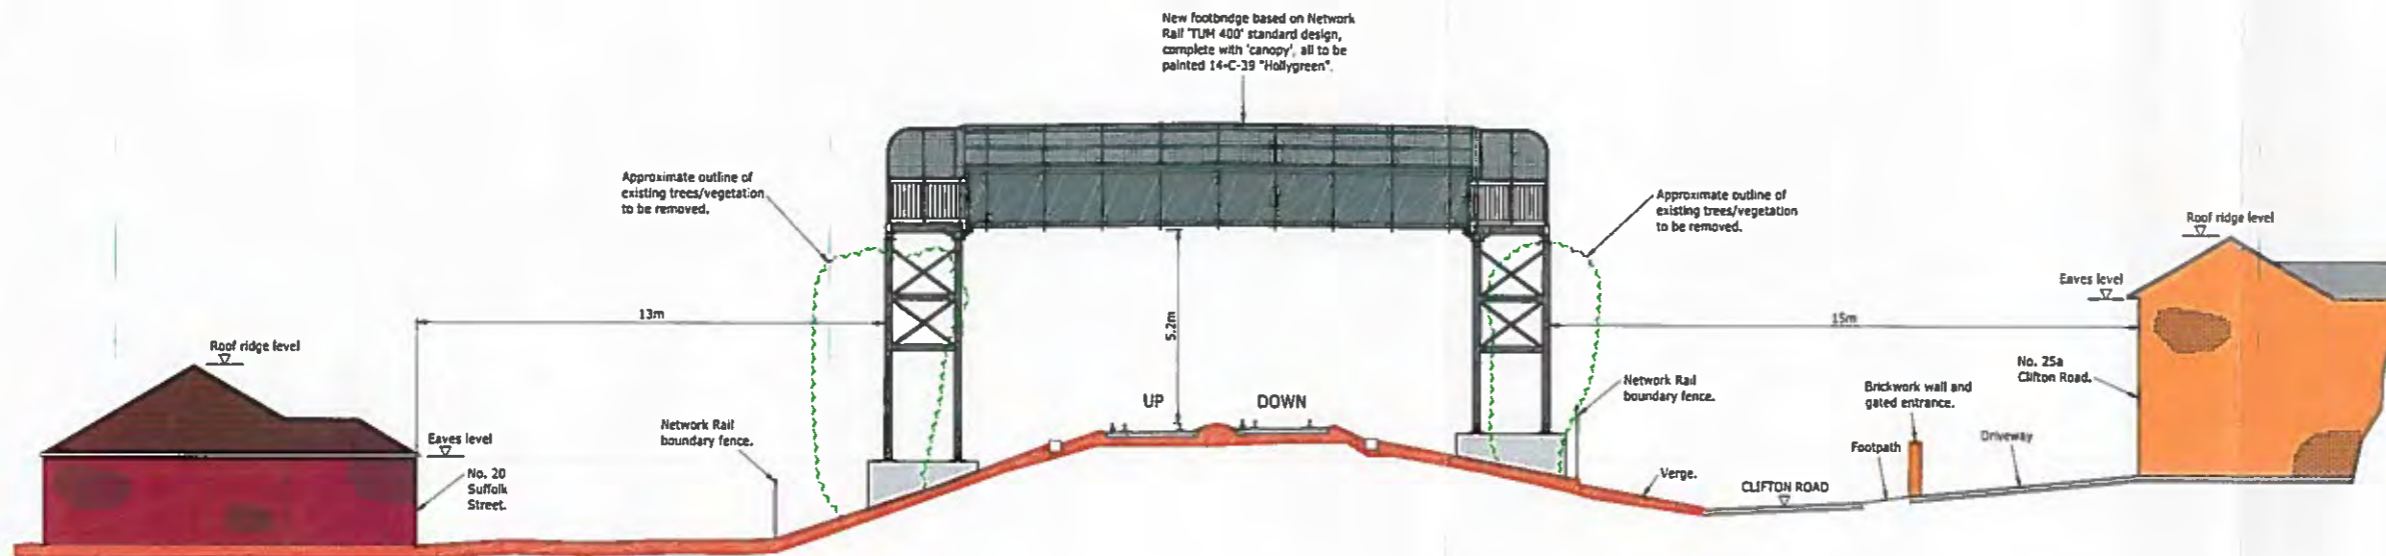 New footbridge based on Network
Rail 'TUM 400' standard design,
complete with 'canopy', all to be
painted 14-C-39 "Hollygreen".
Approximate outline of
existing trees/vegetation
to be removed.
Approximate outline of
existing trees/vegetation
to be removed.
Roof ridge level
Eaves level
13m
5.2m
15m
Roof ridge level
No. 25a
Clifton Road.
Network Rail
boundary fence.
Brickwork wall and
gated entrance.
UP
DOWN
Network Rail
boundary fence.
Eaves level
Driveway
Footpath
No. 20
Suffolk
Street.
Verge.
CLIFTON ROAD